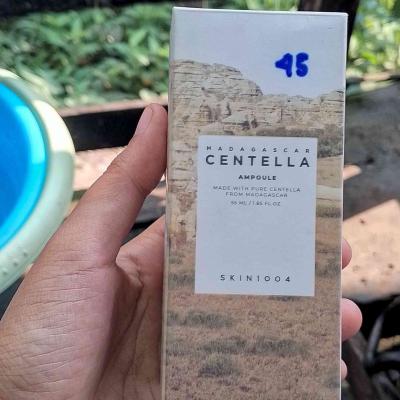 45
MADAGASCAR
CENTELLA
AMPOULE
MADE WITH PURE CENTELLA
FROM MADAGASCAR
55 ML / 1.85 FL.OZ.
SKIN1004